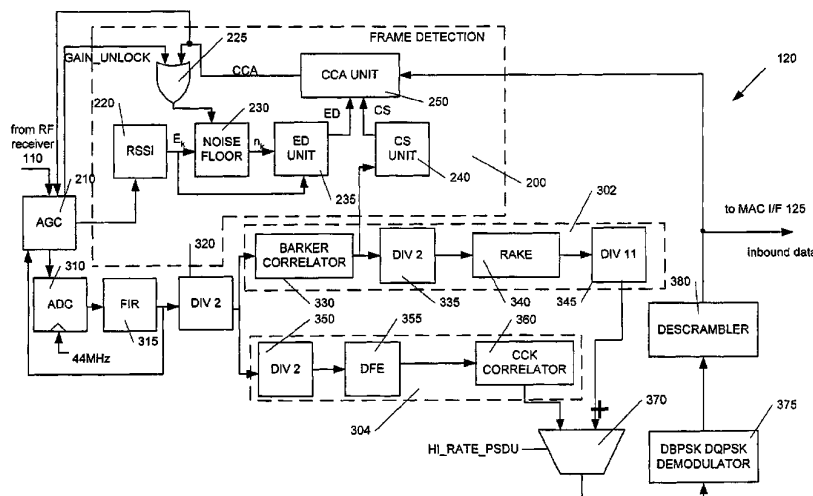 FRAME DETECTION
225
GAIN_UNLOCK
CCA
CCA UNIT
250
120
220
230
ED
CS
from RF
receiver
110
RSSI
Ek
NOISE
FLOOR
nk
ED
UNIT
235
CS
UNIT
240
200
210
AGC
302
to MAC I/F 125
inbound data
320
310
BARKER
CORRELATOR
DIV 2
RAKE
DIV 11
ADC
FIR
DIV 2
330
335
340
345
380
315
350
355
360
DESCRAMBLER
44MHz
DIV 2
DFE
CCK
CORRELATOR
304
370
375
HI_RATE_PSDU
DBPSK DQPSK
DEMODULATOR